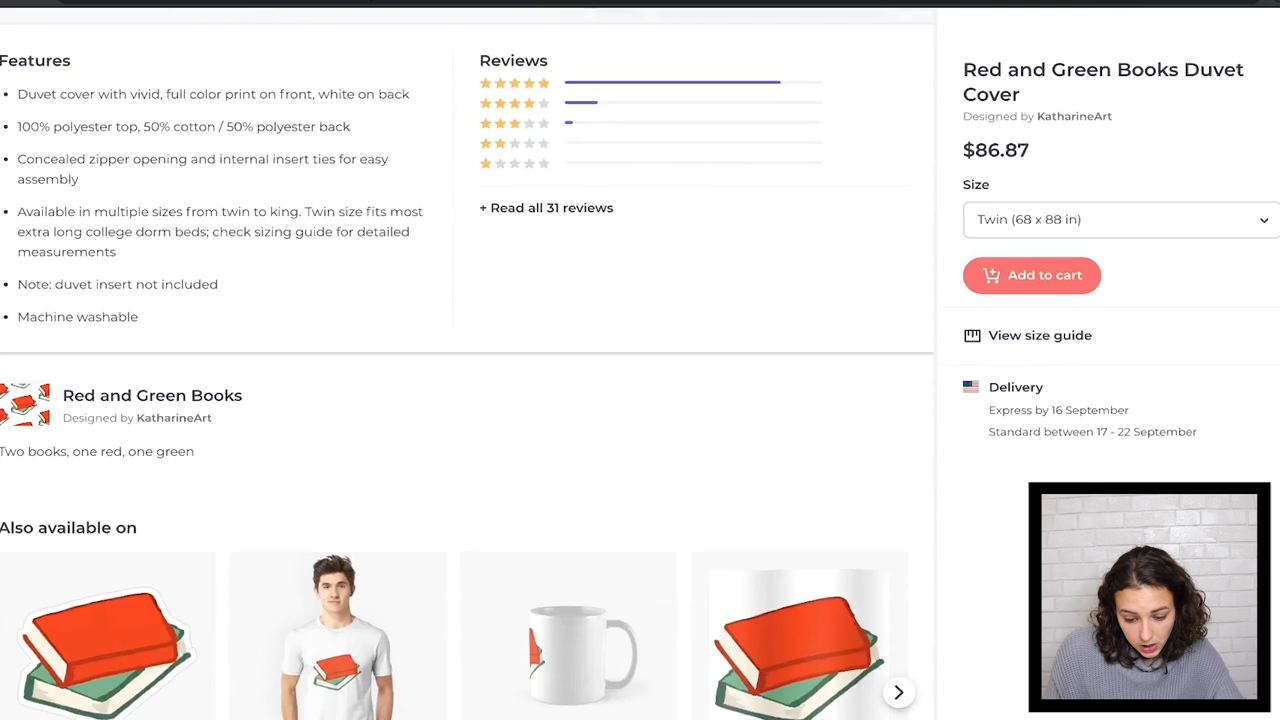 Features
Duvet cover with vivid, full color print on front, white on back
100% polyester top, 50% cotton / 50% polyester back
Concealed zipper opening and internal insert ties for easy
assembly
Available in multiple sizes from twin to king. Twin size fits most
extra long college dorm beds; check sizing guide for detailed
measurements
Note: duvet insert not included
Machine washable
Reviews
+ Read all 31 reviews
Red and Green Books
Designed by KatharineArt
Two books, one red, one green
Also available on
Red and Green Books Duvet
Cover
Designed by KatharineArt
$86.87
Size
Twin (68 x 88 in)
Add to cart
View size guide
Delivery
Express by 16 September
Standard between 17 - 22 September